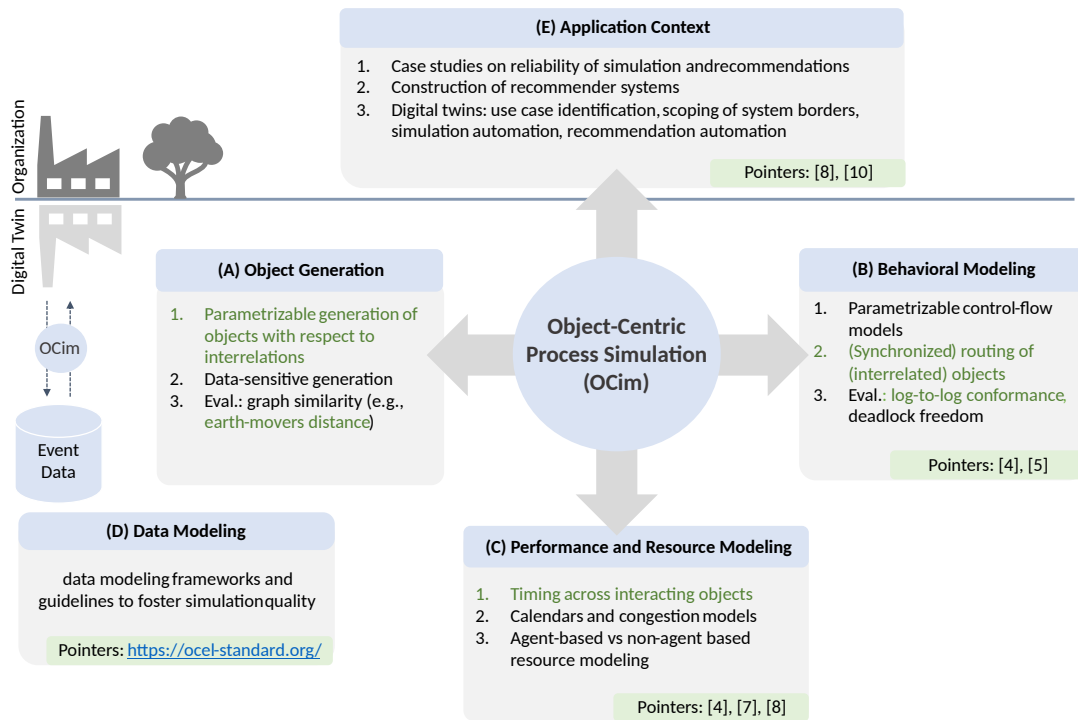 (E) Application Context
1. Case studies on reliability of simulation andrecommendations
2. Construction of recommender systems
3. Digital twins: use case identification, scoping of system borders,
simulation automation, recommendation automation
Pointers: [8], [10]
Organization
Digital Twin
OCim
Event
Data
(A) Object Generation
1. Parametrizable generation of
objects with respect to
interrelations
2. Data-sensitive generation
3. Eval.: graph similarity (e.g.,
earth-movers distance)
Object-Centric
Process Simulation
(OCim)
(B) Behavioral Modeling
1. Parametrizable control-flow
models
2. (Synchronized) routing of
(interrelated) objects
3. Eval.: log-to-log conformance,
deadlock freedom
Pointers: [4], [5]
(D) Data Modeling
data modeling frameworks and
guidelines to foster simulation quality
Pointers: https://ocel-standard.org/
(C) Performance and Resource Modeling
1. Timing across interacting objects
2. Calendars and congestion models
3. Agent-based vs non-agent based
resource modeling
Pointers: [4], [7], [8]